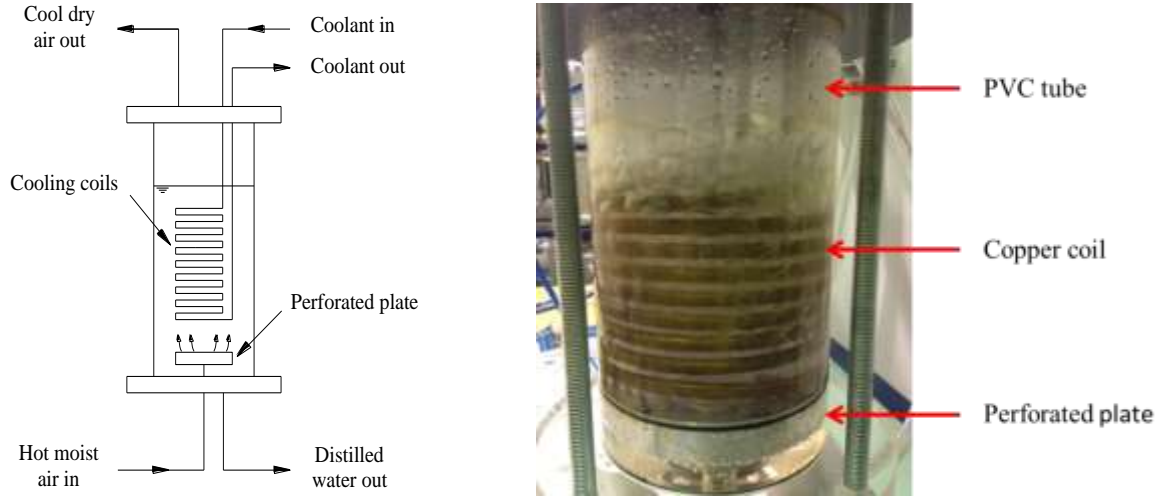 Cool dry
air out
Coolant in
Coolant out
Cooling coils
Perforated plate
Hot moist
air in
Distilled
water out
PVC tube
Copper coil
Perforated plate